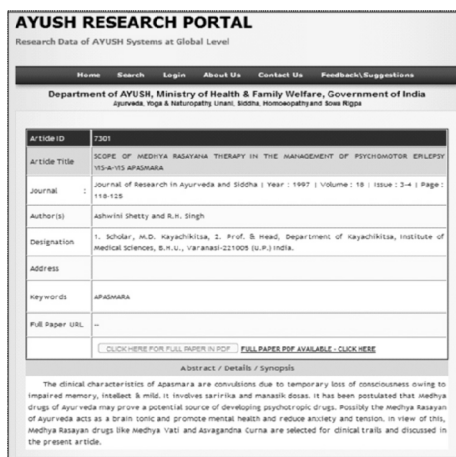 AYUSH RESEARCH PORTAL
Research Data of AYUSH Systems at Global Level
Home Search Login About Us Contact Us Feedback\Suggestions
Department of AYUSH, Ministry of Health & Family Welfare, Government of India
Ayurveda, Yoga & Naturopathy, Unani, Siddha, Homoeopathy and Sowa Rigpa
Article ID 7301
Article Title SCOPE OF MEDHYA RASAYANA THERAPY IN THE MANAGEMENT OF PSYCHOMOTOR EPILEPSY
VIS-A-VIS APASMARA
Journal : Journal of Research in Ayurveda and Siddha | Year : 1997 | Volume : 18 | Issue : 3-4 | Page :
118-125
Author(s) Ashwini Shetty and R.H. Singh
Designation 1. Scholar, M.D. Kayachikitsa, 2. Prof. & Head, Department of Kayachikitsa, Institute of
Medical Sciences, B.H.U., Varanasi-221005 (U.P.) India.
Address
Keywords APASMARA
Full Paper URL --
CLICK HERE FOR FULL PAPER IN PDF FULL PAPER PDF AVAILABLE - CLICK HERE
Abstract / Details / Synopsis
The clinical characteristics of Apasmara are convulsions due to temporary loss of consciousness owing to
impaired memory, intellect & mild. It involves saririka and manasik dosas. It has been postulated that Medhya
drugs of Ayurveda may prove a potential source of developing psychotropic drugs. Possibly the Medhya Rasayan
of Ayurveda acts as a brain tonic and promote mental health and reduce anxiety and tension. In view of this,
Medhya Rasayan drugs like Medhya Vati and Asvagandha Curna are selected for clinical trails and discussed in
the present article.